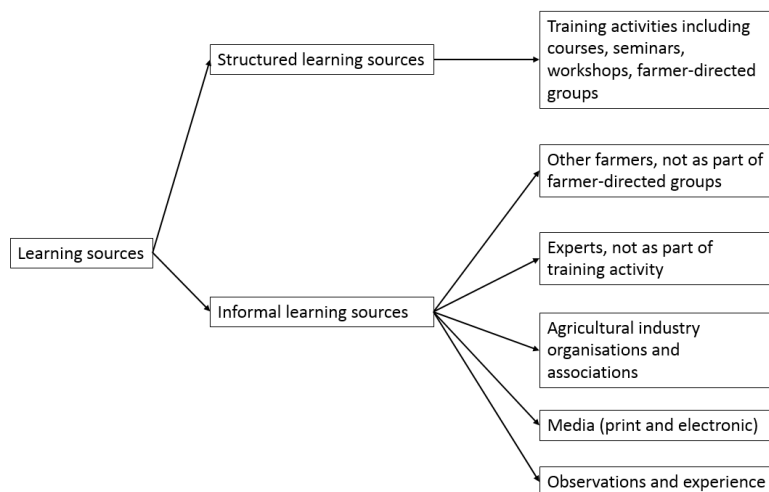 Training activities including
courses, seminars,
workshops, farmer-directed
groups
Structured learning sources
Other farmers, not as part of
farmer-directed groups
Learning sources
Experts, not as part of
training activity
Informal learning sources
Agricultural industry
organisations and
associations
Media (print and electronic)
Observations and experience